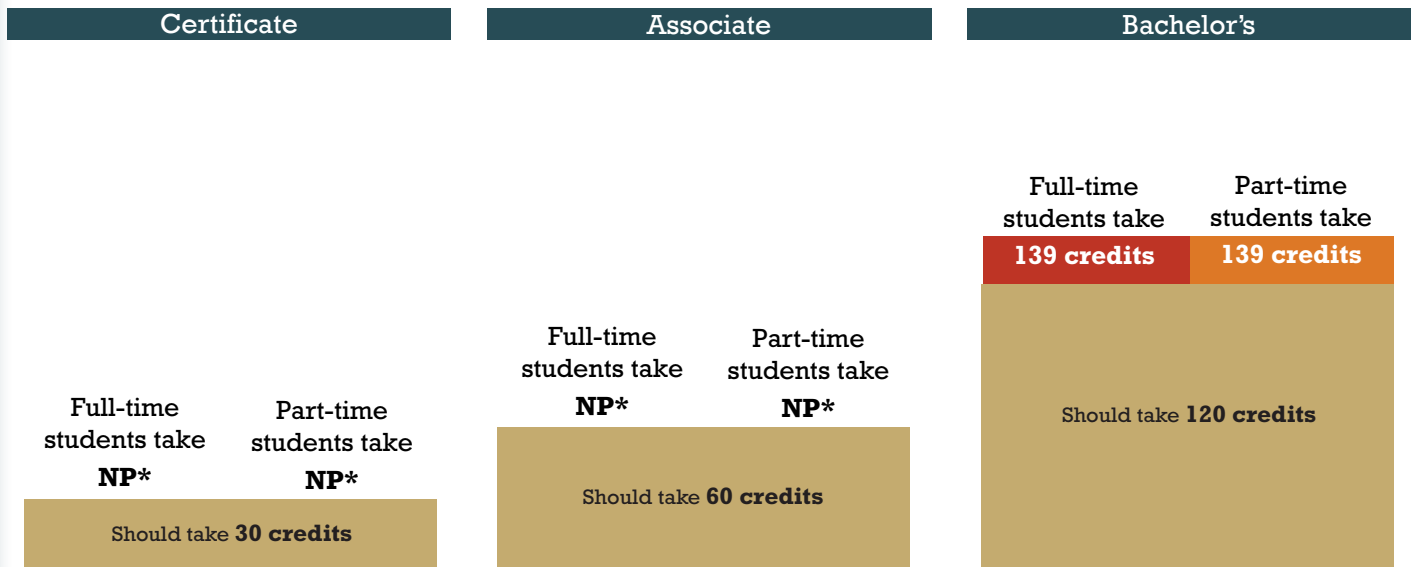 Certificate
Full-time
students take
NP*
Part-time
students take
NP*
Should take 30 credits
Associate
Full-time
students take
NP*
Part-time
students take
NP*
Should take 60 credits
Bachelor’s
Full-time
students take
139 credits
Part-time
students take
139 credits
Should take 120 credits